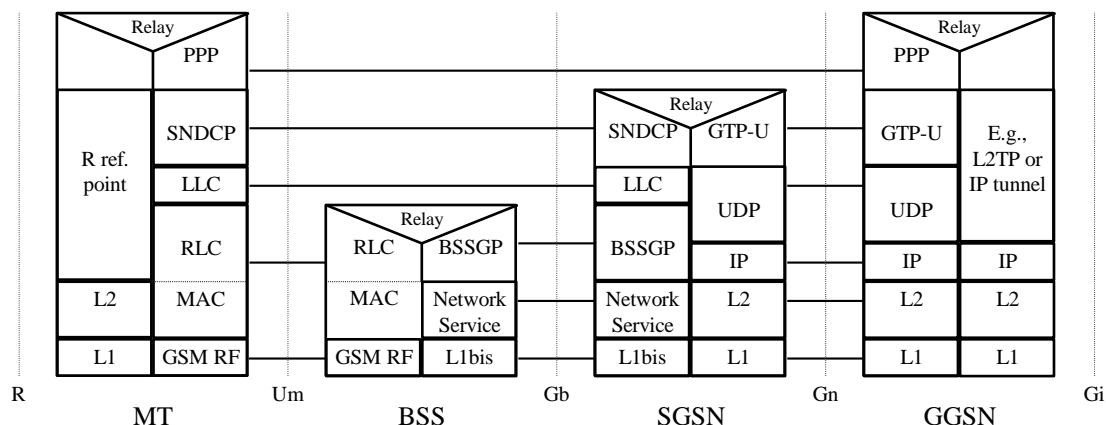 Relay
Relay
PPP
PPP
Relay
SNDCP
SNDCP
GTP-U
GTP-U
E.g.,
L2TP or
IP tunnel
R ref.
point
LLC
LLC
UDP
UDP
Relay
RLC
RLC
BSSGP
BSSGP
IP
IP
IP
L2
MAC
MAC
Network
Service
Network
Service
L2
L2
L2
L1
GSM RF
GSM RF
L1bis
L1bis
L1
L1
L1
R
Um
Gb
Gn
Gi
MT
BSS
SGSN
GGSN